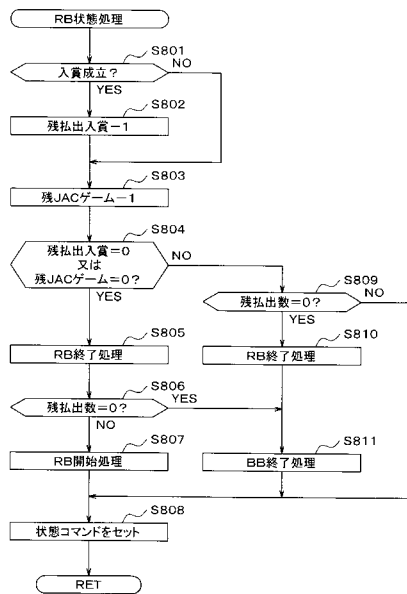 RB状態処理
S801
入賞成立?
NO
YES
S802
残払出入賞-1
S803
残JACゲーム-1
S804
残払出入賞=0
又は
残JACゲーム=0?
NO
YES
S809
残払出数=0?
NO
YES
S805
RB終了処理
S810
RB終了処理
S806
残払出数=0?
YES
NO
S807
RB開始処理
S811
BB終了処理
S808
状態コマンドをセット
RET